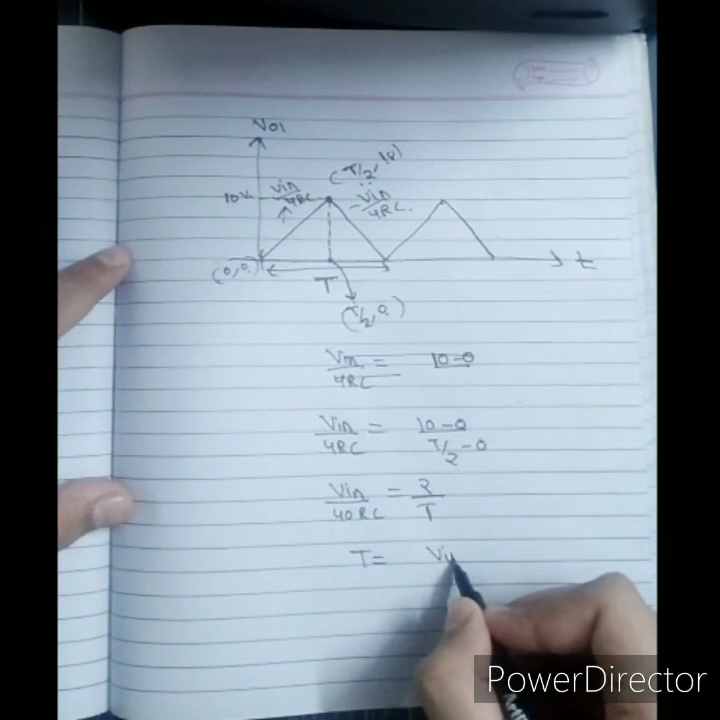 Vo1
(T/2, 10)
10V
Vin/4RC
-Vin/4RC
(0,0)
t
T
(T/2, 0)
Vin/4RC = 10-0
Vin/4RC = 10-0/T/2-0
Vin/40RC = 2/T
T= Vi
PowerDirector